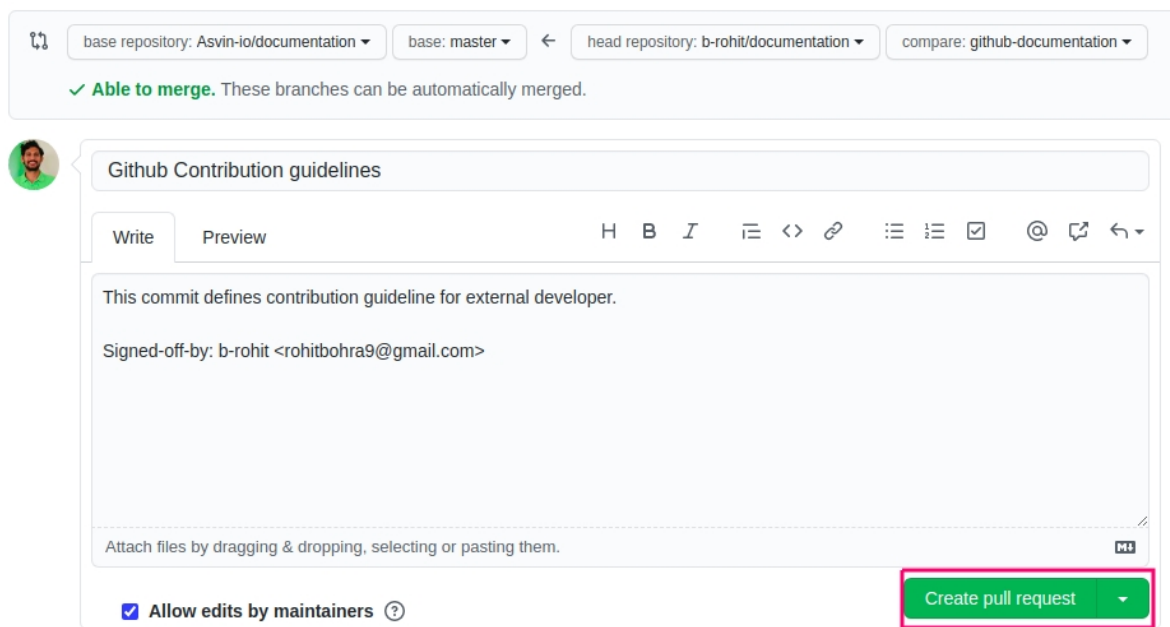 base repository: Asvin-io/documentation base: master head repository: b-rohit/documentation compare: github-documentation
Able to merge. These branches can be automatically merged.
Github Contribution guidelines
Write Preview H B I
This commit defines contribution guideline for external developer.
Signed-off-by: b-rohit <rohitbohra9@gmail.com>
Attach files by dragging & dropping, selecting or pasting them.
Create pull request
Allow edits by maintainers